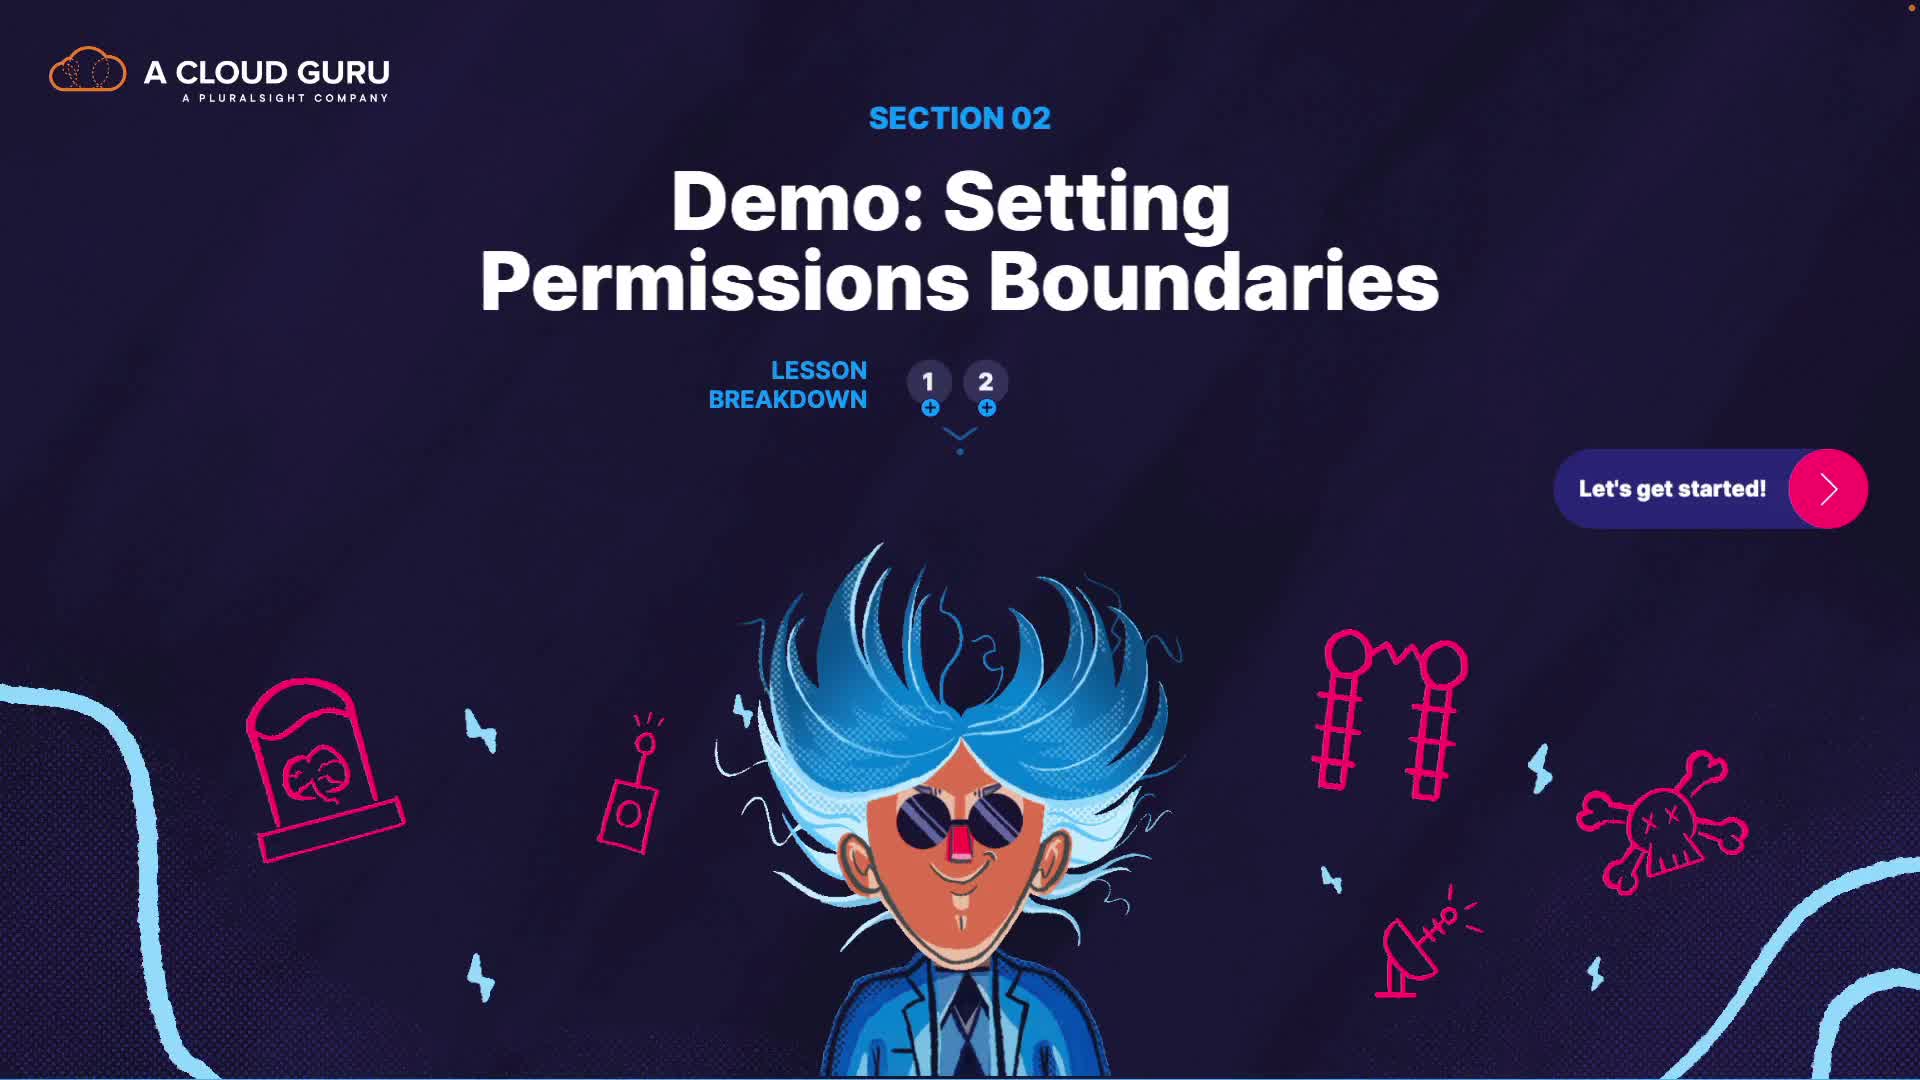 A CLOUD GURU
A PLURALSIGHT COMPANY
SECTION 02
Demo: Setting
Permissions Boundaries
LESSON
BREAKDOWN
1 2
Let's get started!